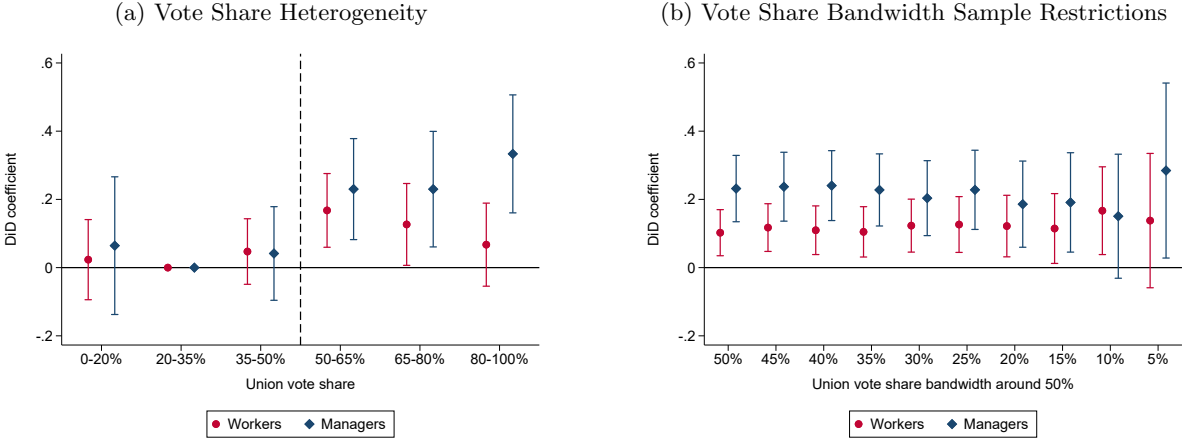 (a) Vote Share Heterogeneity
.6
.4
.2
0
-.2
DiD coefficient
0-20% 20-35% 35-50% 50-65% 65-80% 80-100%
Union vote share
Workers Managers
(b) Vote Share Bandwidth Sample Restrictions
.6
.4
.2
0
-.2
DiD coefficient
50% 45% 40% 35% 30% 25% 20% 15% 10% 5%
Union vote share bandwidth around 50%
Workers Managers